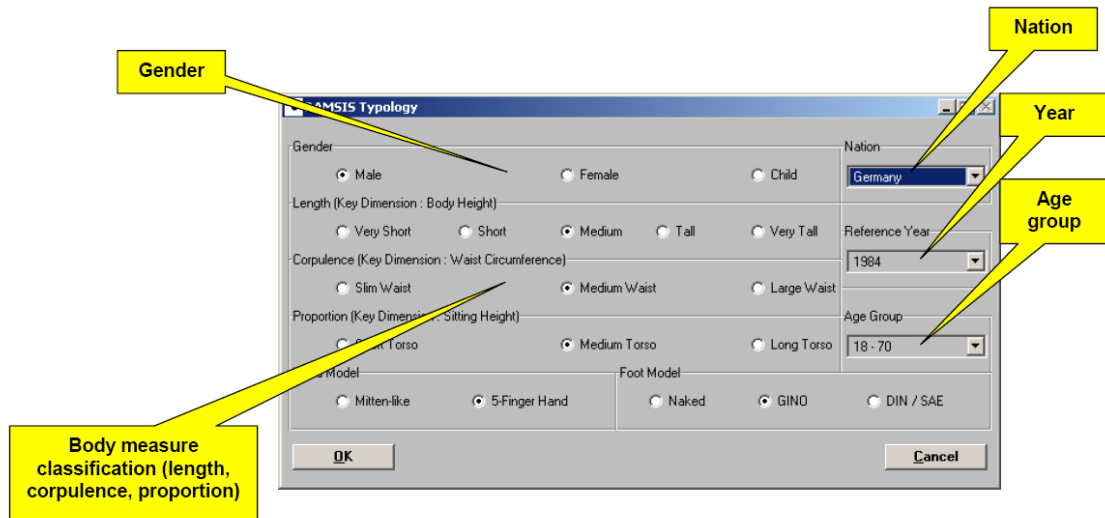 Nation
Gender
Year
Age
group
Body measure
classification (length,
corpulence, proportion)
RAMSIS Typology
Gender
Male
Female
Child
Nation
Germany
Length (Key Dimension : Body Height)
Very Short
Short
Medium
Tall
Very Tall
Reference Year
1984
Corpulence (Key Dimension : Waist Circumference)
Slim Waist
Medium Waist
Large Waist
Proportion (Key Dimension : Sitting Height)
Short Torso
Medium Torso
Long Torso
Age Group
18 - 70
Model
Mitten-like
5-Finger Hand
Foot Model
Naked
GINO
DIN / SAE
OK
Cancel